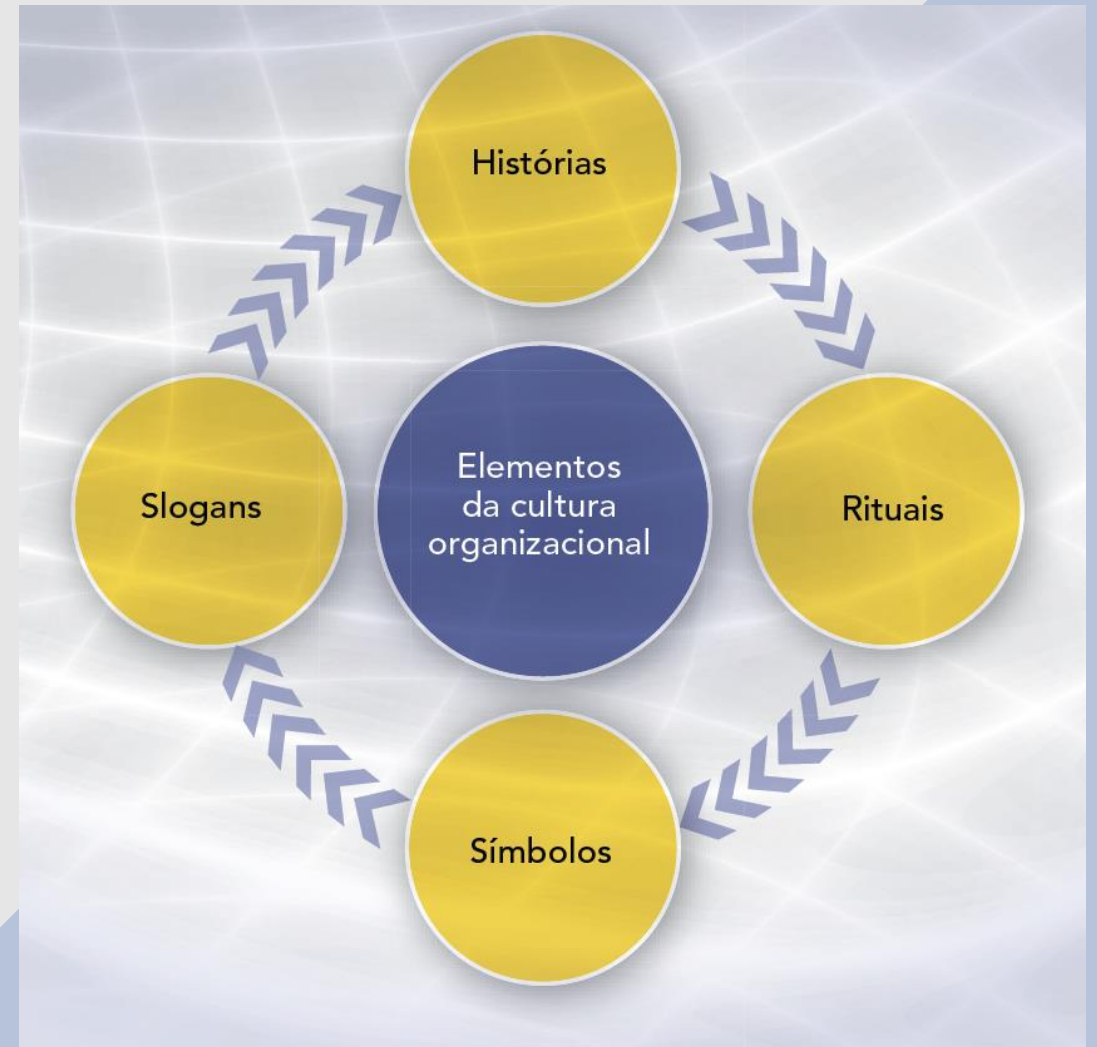 Histórias
Slogans
Elementos
da cultura
organizacional
Rituais
Símbolos